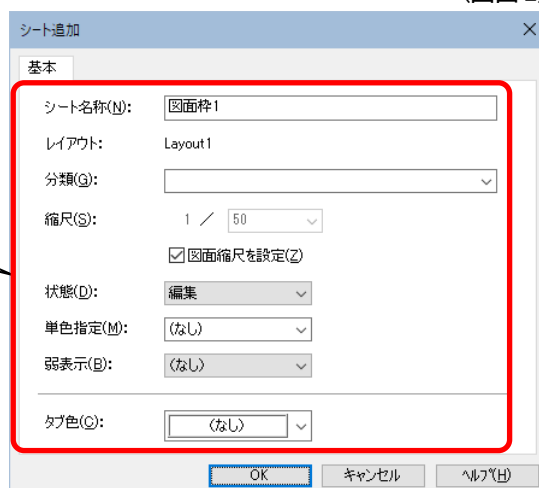 シート追加
基本
シート名称(N): 図面枠1
レイアウト: Layout1
分類(G):
縮尺(S): 1 / 50
図面縮尺を設定(Z)
状態(D): 編集
単色指定(M): (なし)
弱表示(B): (なし)
タブ色(C): (なし)
OK キャンセル ヘルプ(H)